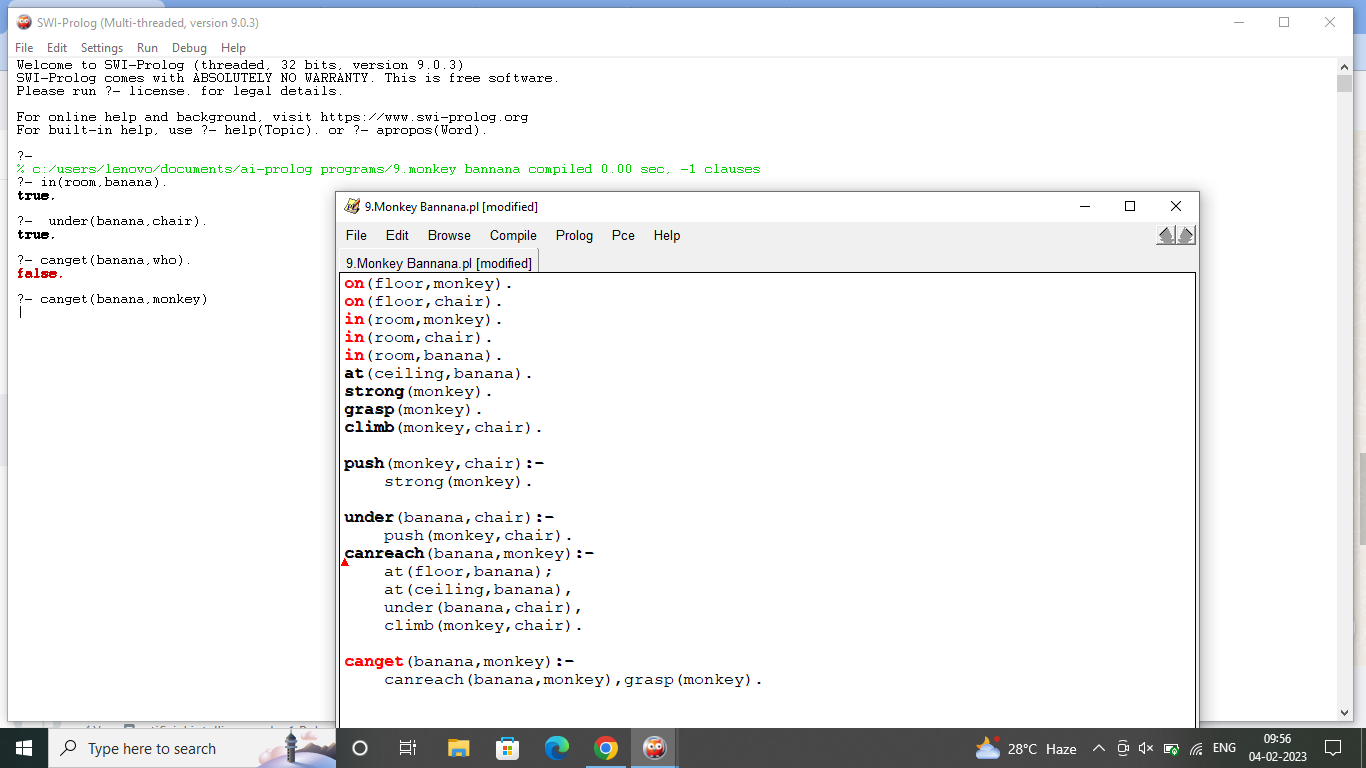 SWI-Prolog (Multi-threaded, version 9.0.3)
File Edit Settings Run Debug Help
Welcome to SWI-Prolog (threaded, 32 bits, version 9.0.3)
SWI-Prolog comes with ABSOLUTELY NO WARRANTY. This is free software.
Please run ?- license. for legal details.
For online help and background, visit https://www.swi-prolog.org
For built-in help, use ?- help(Topic). or ?- apropos(Word).
?-
% c:/users/lenovo/documents/ai-prolog programs/9.monkey bannana compiled 0.00 sec, -1 clauses
?- in(room,banana).
true.
?-  under(banana,chair).
true.
?- canget(banana,who).
false.
?- canget(banana,monkey)
|
9.Monkey Bannana.pl [modified]
File Edit Browse Compile Prolog Pce Help
9.Monkey Bannana.pl [modified]
on(floor,monkey).
on(floor,chair).
in(room,monkey).
in(room,chair).
in(room,banana).
at(ceiling,banana).
strong(monkey).
grasp(monkey).
climb(monkey,chair).
push(monkey,chair):-
    strong(monkey).
under(banana,chair):-
    push(monkey,chair).
canreach(banana,monkey):-
    at(floor,banana);
    at(ceiling,banana),
    under(banana,chair),
    climb(monkey,chair).
canget(banana,monkey):-
    canreach(banana,monkey),grasp(monkey).
Type here to search
28°C Haze
ENG
09:56
04-02-2023